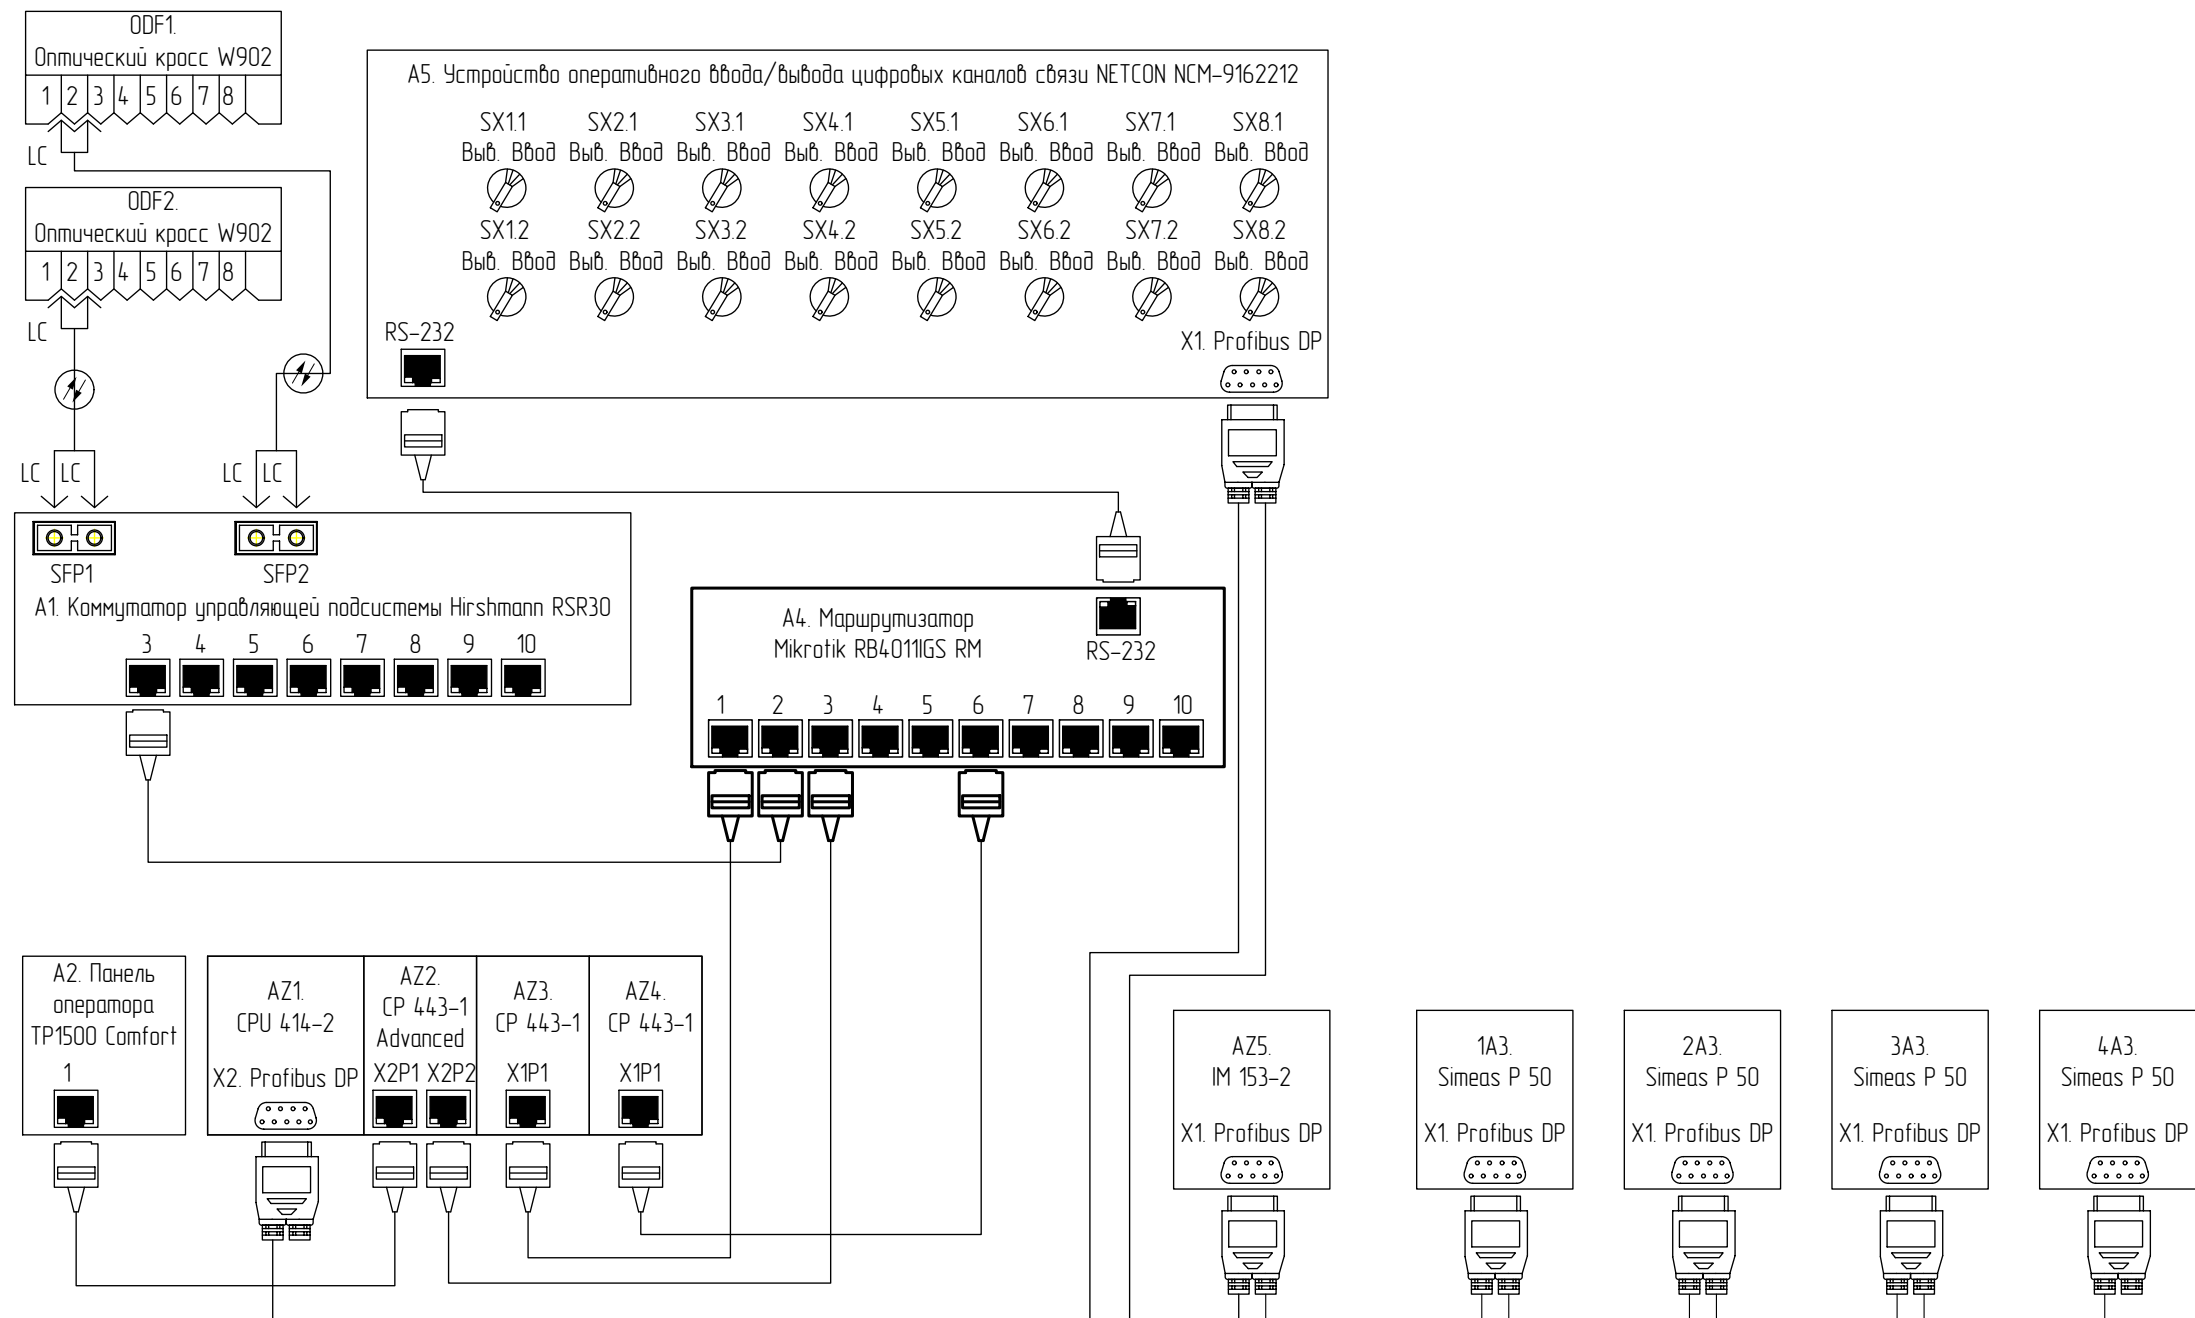 ODF1.
Оптический кросс W902
1 2 3 4 5 6 7 8
LC
ODF2.
Оптический кросс W902
1 2 3 4 5 6 7 8
LC
LC LC LC LC
A5. Устройство оперативного ввода/вывода цифровых каналов связи NETCON NCM-9162212
SX1.1 SX2.1 SX3.1 SX4.1 SX5.1 SX6.1 SX7.1 SX8.1
Выв. Ввод Выв. Ввод Выв. Ввод Выв. Ввод Выв. Ввод Выв. Ввод Выв. Ввод Выв. Ввод
SX1.2 SX2.2 SX3.2 SX4.2 SX5.2 SX6.2 SX7.2 SX8.2
Выв. Ввод Выв. Ввод Выв. Ввод Выв. Ввод Выв. Ввод Выв. Ввод Выв. Ввод Выв. Ввод
RS-232
X1. Profibus DP
SFP1 SFP2
A1. Коммутатор управляющей подсистемы Hirshmann RSR30
3 4 5 6 7 8 9 10
A4. Маршрутизатор
Mikrotik RB4011IGS RM
RS-232
1 2 3 4 5 6 7 8 9 10
A2. Панель
оператора
TP1500 Comfort
1
AZ1.
CPU 414-2
X2. Profibus DP
AZ2.
CP 443-1
Advanced
X2P1 X2P2
AZ3.
CP 443-1
X1P1
AZ4.
CP 443-1
X1P1
AZ5.
IM 153-2
X1. Profibus DP
1A3.
Simeas P 50
X1. Profibus DP
2A3.
Simeas P 50
X1. Profibus DP
3A3.
Simeas P 50
X1. Profibus DP
4A3.
Simeas P 50
X1. Profibus DP